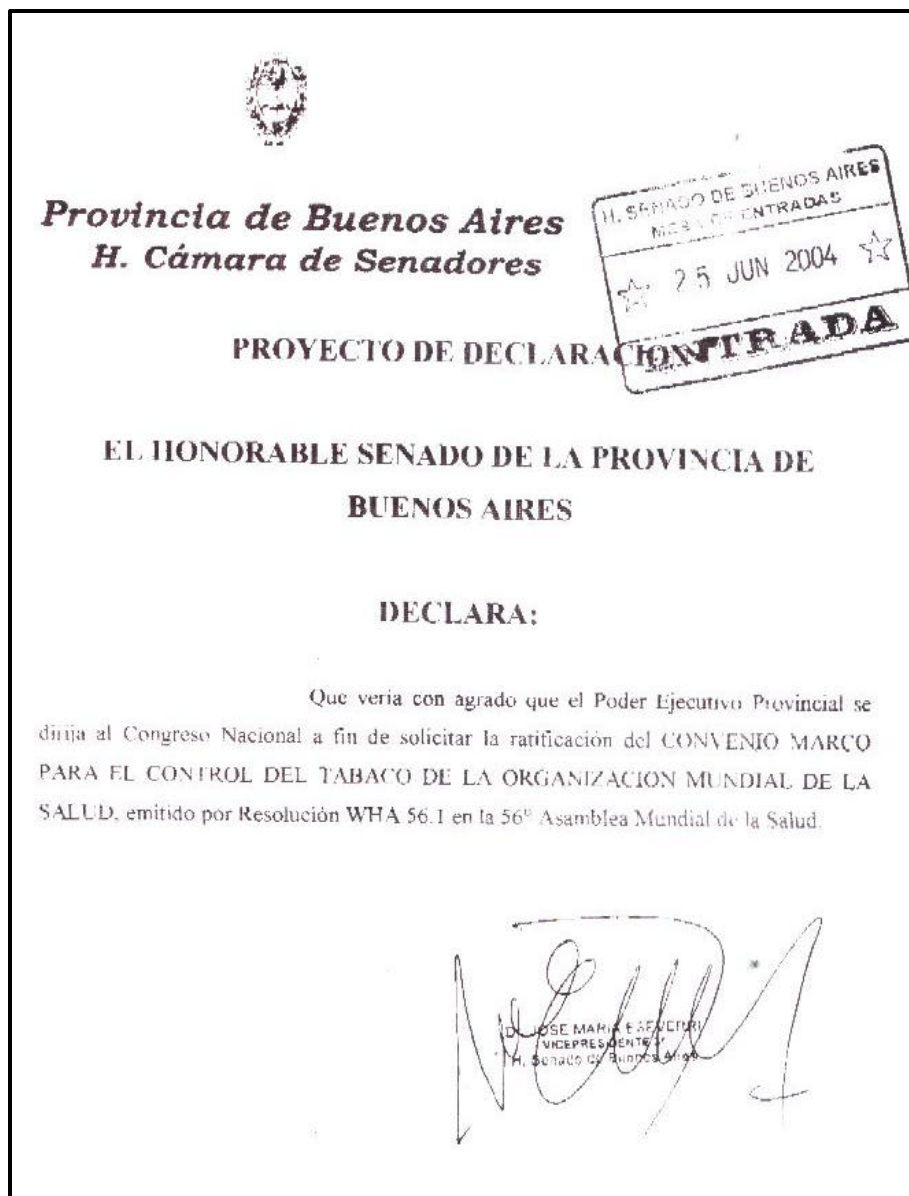 Provincia de Buenos Aires
H. Cámara de Senadores
H. SENADO DE BUENOS AIRES
MESA DE ENTRADAS
25 JUN 2004
ENTRADA
PROYECTO DE DECLARACION
EL HONORABLE SENADO DE LA PROVINCIA DE
BUENOS AIRES
DECLARA:
Que vería con agrado que el Poder Ejecutivo Provincial se
dirija al Congreso Nacional a fin de solicitar la ratificación del CONVENIO MARCO
PARA EL CONTROL DEL TABACO DE LA ORGANIZACION MUNDIAL DE LA
SALUD, emitido por Resolución WHA 56.1 en la 56° Asamblea Mundial de la Salud.
JOSE MARIA
VICEPRESIDENTE
H. Senado de Buenos Aires